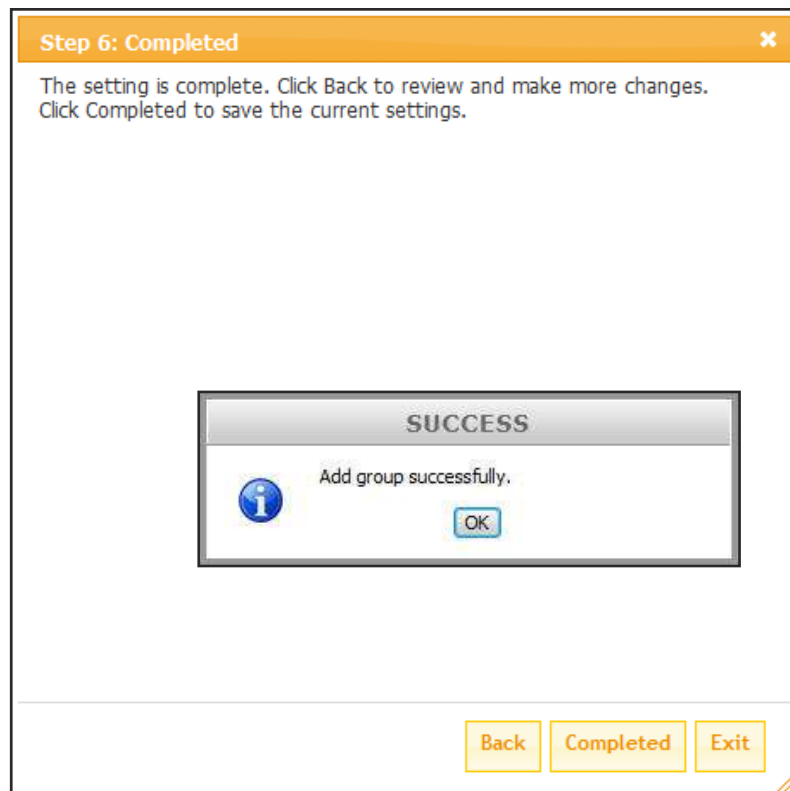 Step 6: Completed
The setting is complete. Click Back to review and make more changes.
Click Completed to save the current settings.
SUCCESS
Add group successfully.
OK
Back Completed Exit